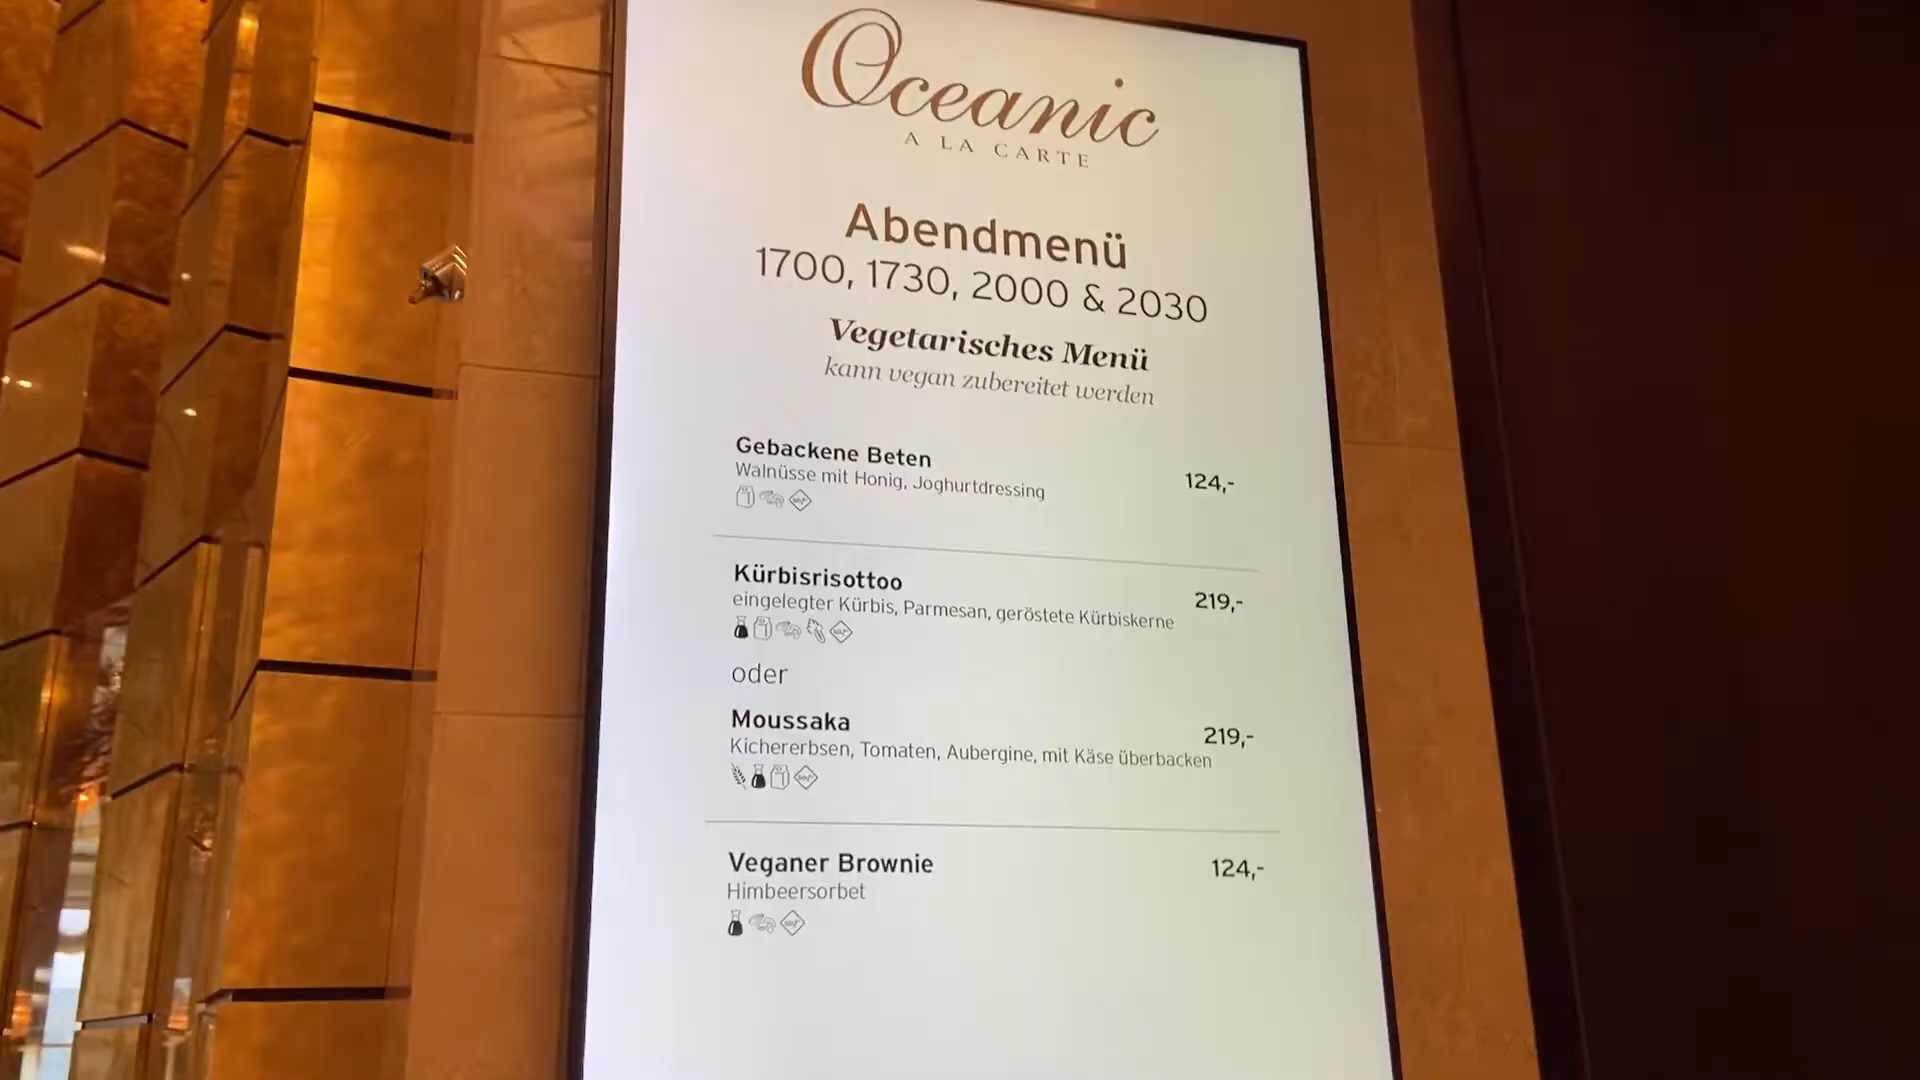 Oceanic
A LA CARTE
Abendmenü
1700, 1730, 2000 & 2030
Vegetarisches Menü
kann vegan zubereitet werden
Gebackene Beten 124,-
Walnüsse mit Honig, Joghurtdressing
Kürbisrisottoo 219,-
eingelegter Kürbis, Parmesan, geröstete Kürbiskerne
oder
Moussaka 219,-
Kichererbsen, Tomaten, Aubergine, mit Käse überbacken
Veganer Brownie 124,-
Himbeersorbet